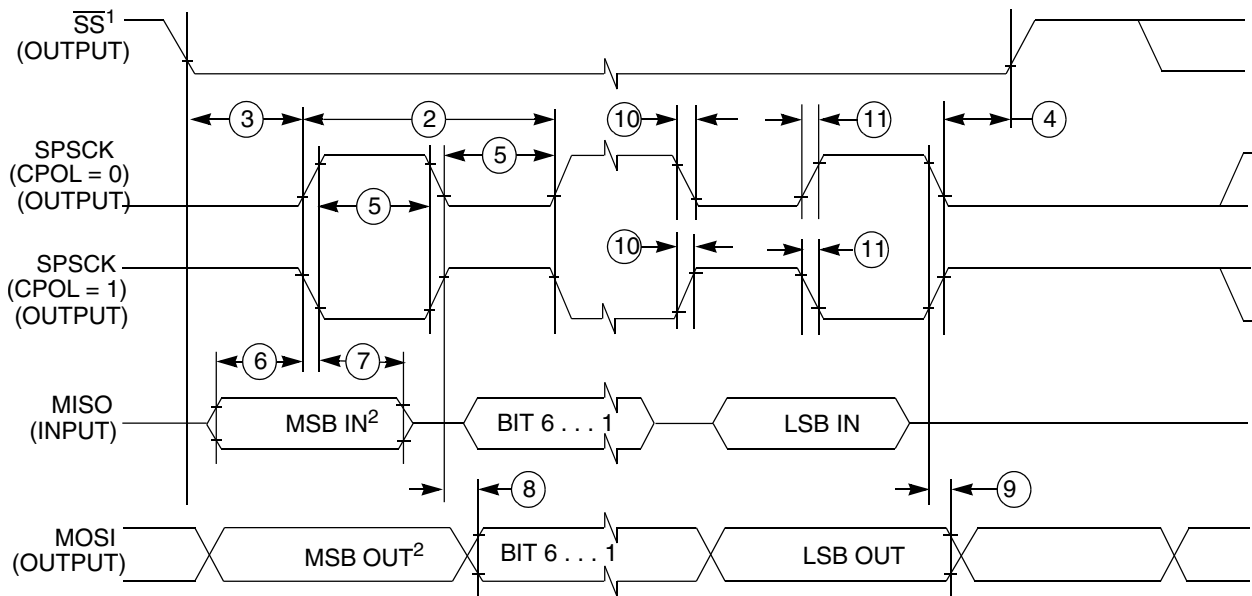 SS¹
(OUTPUT)
3
2
10
11
4
SPSCK
(CPOL = 0)
(OUTPUT)
5
5
SPSCK
(CPOL = 1)
(OUTPUT)
10
11
6
7
MISO
(INPUT)
MSB IN²
BIT 6 . . . 1
LSB IN
8
9
MOSI
(OUTPUT)
MSB OUT²
BIT 6 . . . 1
LSB OUT